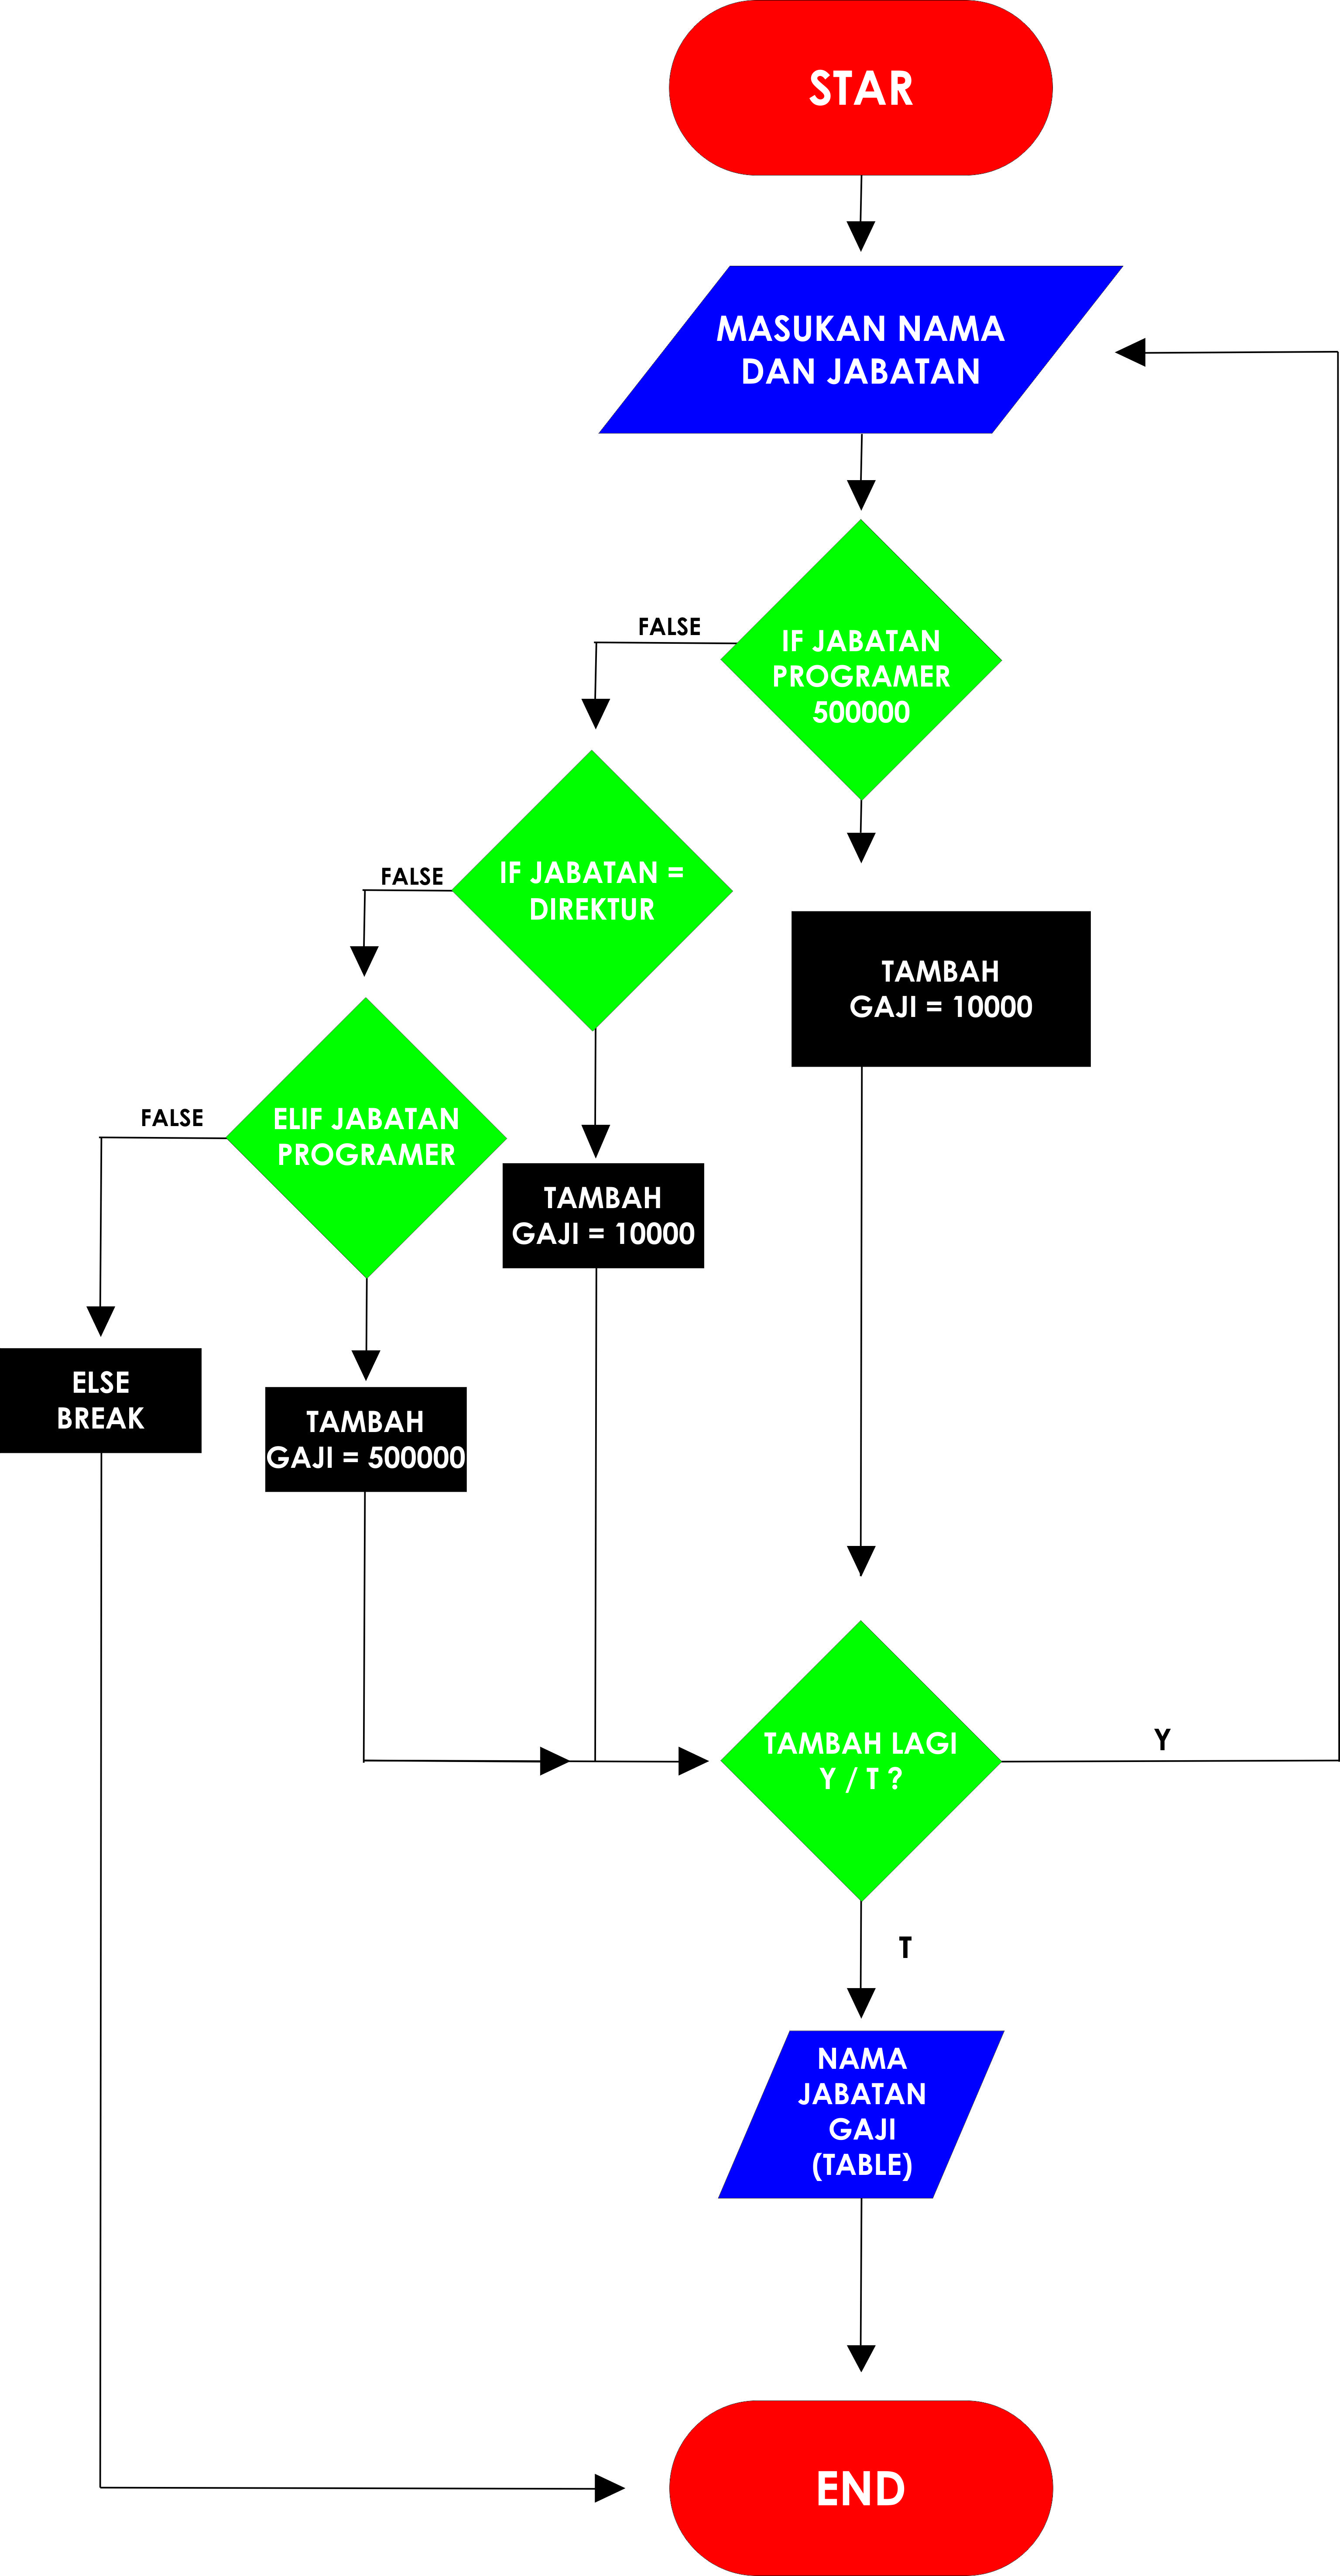 STAR
MASUKAN NAMA
DAN JABATAN
FALSE
IF JABATAN
PROGRAMER
500000
FALSE
IF JABATAN =
DIREKTUR
TAMBAH
GAJI = 10000
FALSE
ELIF JABATAN
PROGRAMER
TAMBAH
GAJI = 10000
ELSE
BREAK
TAMBAH
GAJI = 500000
TAMBAH LAGI
Y / T ?
Y
T
NAMA
JABATAN
GAJI
(TABLE)
END